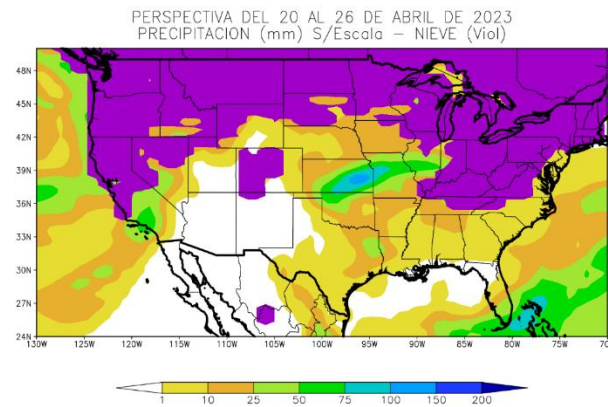 PERSPECTIVA DEL 20 AL 26 DE ABRIL DE 2023
PRECIPITACION (mm) S/Escala – NIEVE (Viol)
48N
45N
42N
39N
36N
33N
30N
27N
24N
130W 125W 120W 115W 110W 105W 100W 95W 90W 85W 80W 75W 70W
1 10 25 50 75 100 150 200